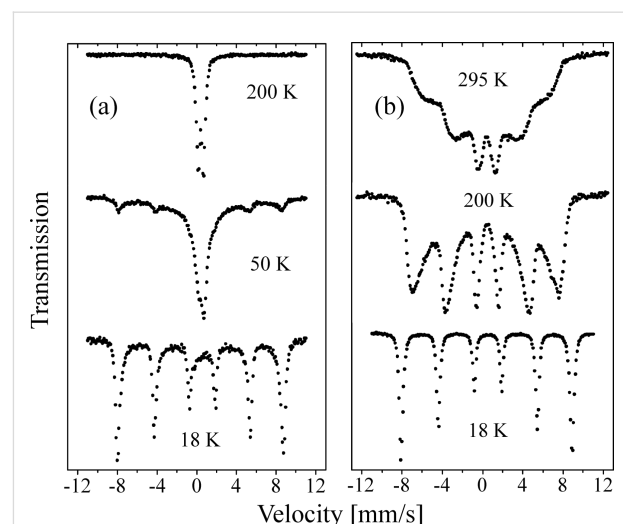 (a)
200 K
50 K
18 K
(b)
295 K
200 K
18 K
Transmission
-12 -8 -4 0 4 8 12
-12 -8 -4 0 4 8 12
Velocity [mm/s]